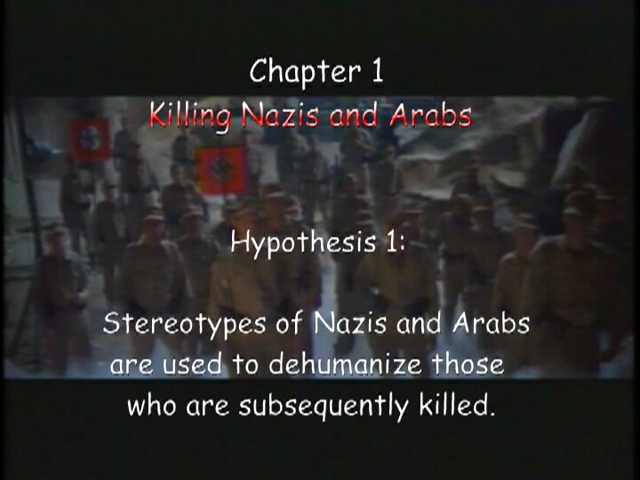 Chapter 1
Killing Nazis and Arabs
Hypothesis 1:
Stereotypes of Nazis and Arabs
are used to dehumanize those
who are subsequently killed.